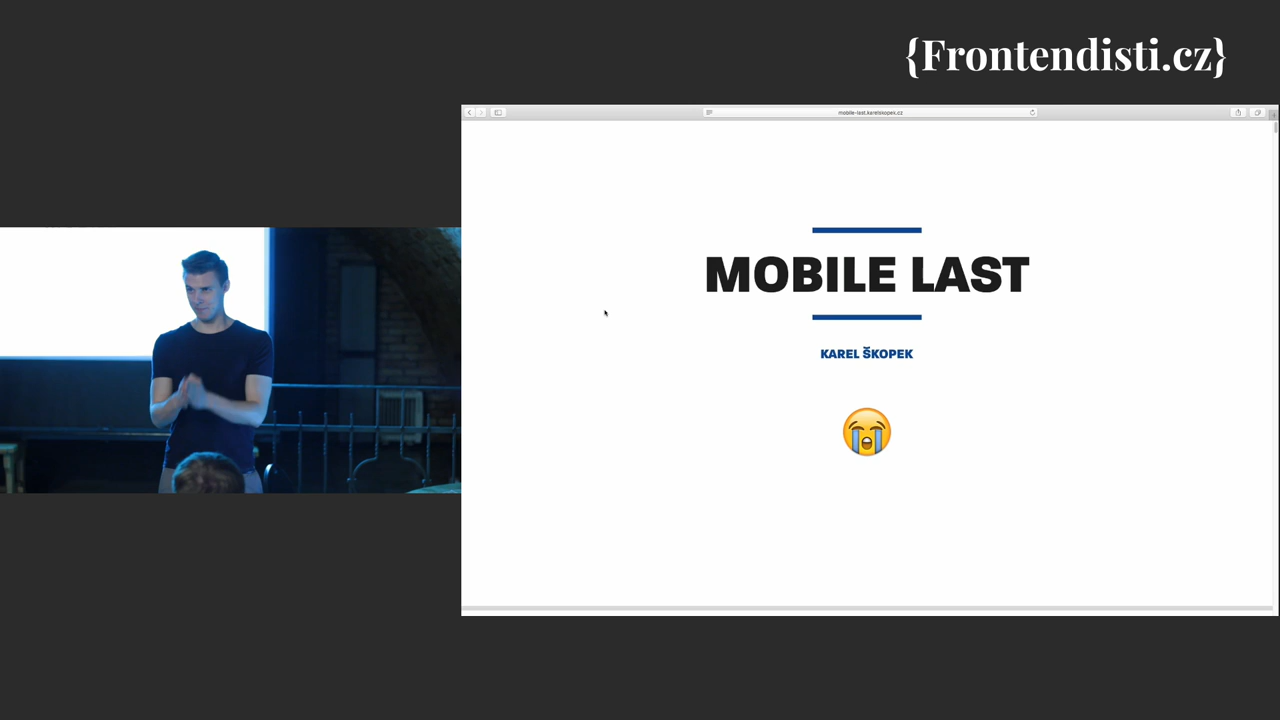 {Frontendisti.cz}
mobile-last.karelskopek.cz
MOBILE LAST
KAREL ŠKOPEK